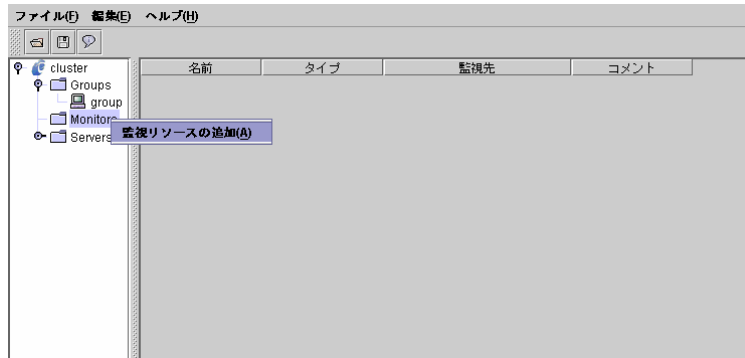 ファイル(F) 編集(E) ヘルプ(H)
cluster
Groups
group
Monitors
Servers
名前 タイプ 監視先 コメント
監視リソースの追加(A)